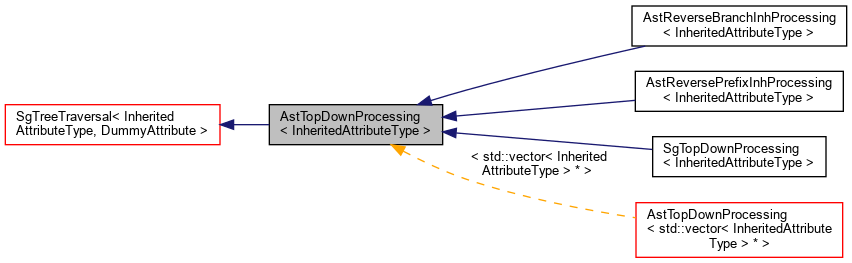 AstReverseBranchInhProcessing
< InheritedAttributeType >
AstReversePrefixInhProcessing
< InheritedAttributeType >
SgTreeTraversal< Inherited
AttributeType, DummyAttribute >
AstTopDownProcessing
< InheritedAttributeType >
SgTopDownProcessing
< InheritedAttributeType >
< std::vector< Inherited
AttributeType > * >
AstTopDownProcessing
< std::vector< InheritedAttribute
Type > * >